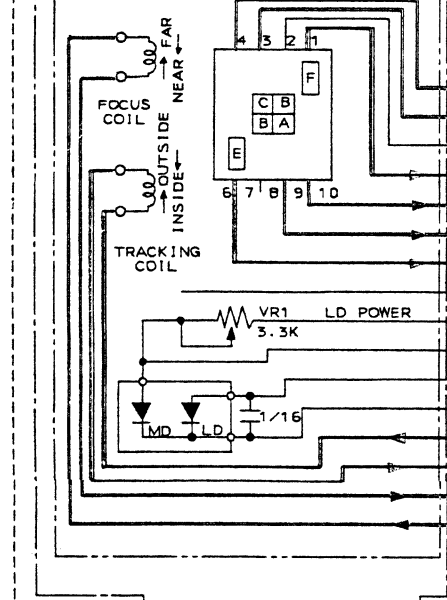 FAR
NEAR
FOCUS
COIL
OUTSIDE
INSIDE
TRACKING
COIL
4 3 2 1
F
C B
B A
E
6 7 8 9 10
VR1 LD POWER
3.3K
1/16
MD LD